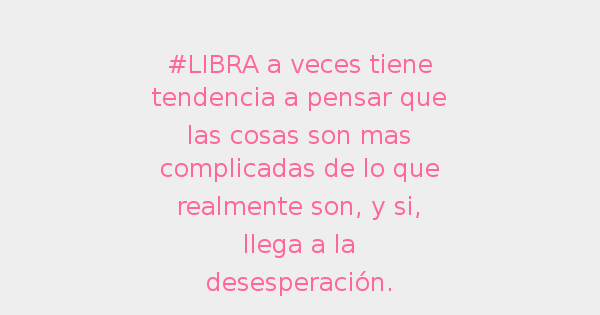 #LIBRA a veces tiene
tendencia a pensar que
las cosas son mas
complicadas de lo que
realmente son, y si,
llega a la
desesperación.